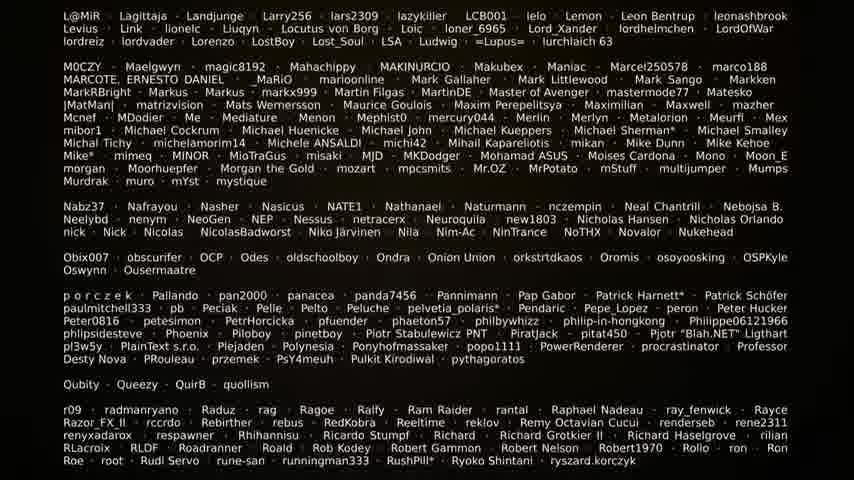 L@MiR · Lagittaja · Landjunge · Larry256 · lars2309 · lazykiller · LCB001 · lelo · Lemon · Leon Bentrup · leonashbrook
Levius · Link · lionelc · Liuqyn · Locutus von Borg · Loic · loner_6965 · Lord_Xander · lordhelmchen · LordOfWar
lordreiz · lordvader · Lorenzo · LostBoy · Lost_Soul · LSA · Ludwig · =Lupus= · lurchlaich 63
M0CZY · Maelgwyn · magic8192 · Mahachippy · MAKINURCIO · Makubex · Maniac · Marcel250578 · marco188
MARCOTE, ERNESTO DANIEL · _MaRiO · marioonline · Mark Gallaher · Mark Littlewood · Mark Sango · Markken
MarkRBright · Markus · Markus · markx999 · Martin Filgas · MartinDE · Master of Avenger · mastermode77 · Matesko
|MatMan| · matrizvision · Mats Wernersson · Maurice Goulois · Maxim Perepelitsya · Maximilian · Maxwell · mazher
Mcnef · MDodier · Me · Mediature · Menon · Mephist0 · mercury044 · Merlin · Merlyn · Metalorion · Meurfi · Mex
mibor1 · Michael Cockrum · Michael Huenicke · Michael John · Michael Kueppers · Michael Sherman* · Michael Smalley
Michal Tichy · michelamorim14 · Michele ANSALDI · michi42 · Mihail Kapareliotis · mikan · Mike Dunn · Mike Kehoe
Mike* · mimeq · MINOR · MioTraGus · misaki · MJD · MKDodger · Mohamad ASUS · Moises Cardona · Mono · Moon_E
morgan · Moorhuepfer · Morgan the Gold · mozart · mpcsmits · Mr.OZ · MrPotato · mStuff · multijumper · Mumps
Murdrak · muro · mYst · mystique
Nabz37 · Nafrayou · Nasher · Nasicus · NATE1 · Nathanael · Naturmann · nczempin · Neal Chantrill · Nebojsa B.
Neelybd · nenym · NeoGen · NEP · Nessus · netracerx · Neuroquila · new1803 · Nicholas Hansen · Nicholas Orlando
nick · Nick · Nicolas · NicolasBadworst · Niko Järvinen · Nila · Nim-Ac · NinTrance · NoTHX · Novalor · Nukehead
Obix007 · obscurifer · OCP · Odes · oldschoolboy · Ondra · Onion Union · orkstrtdkaos · Oromis · osoyoosking · OSPKyle
Oswynn · Ousermaatre
p o r c z e k · Pallando · pan2000 · panacea · panda7456 · Pannimann · Pap Gabor · Patrick Harnett* · Patrick Schöfer
paulmitchell333 · pb · Peciak · Pelle · Pelto · Peluche · pelvetia_polaris* · Pendaric · Pepe_Lopez · peron · Peter Hucker
Peter0816 · petesimon · PetrHorcicka · pfuender · phaeton57 · philbywhizz · philip-in-hongkong · Philippe06121966
phlipsidesteve · Phoenix · Piloboy · pinetboy · Piotr Stabulewicz PNT · PiratJack · pitat450 · Pjotr "Blah.NET" Ligthart
pl3w5y · PlainText s.r.o. · Plejaden · Polynesia · Ponyhofmassaker · popo1111 · PowerRenderer · procrastinator · Professor
Desty Nova · PRouleau · przemek · PsY4meuh · Pulkit Kirodiwal · pythagoratos
Qubity · Queezy · QuirB · quollism
r09 · radmanryano · Raduz · rag · Ragoe · Raify · Ram Raider · rantal · Raphael Nadeau · ray_fenwick · Rayce
Razor_FX_II · rccrdo · Rebirther · rebus · RedKobra · Reeltime · reklov · Remy Octavian Cucui · renderseb · rene2311
renyxadarox · respawner · Rhihannisu · Ricardo Stumpf · Richard · Richard Grotkier II · Richard Haselgrove · rilian
RLacroix · RLDF · Roadranner · Roald · Rob Kodey · Robert Gammon · Robert Nelson · Robert1970 · Rollo · ron · Ron
Roe · root · Rudi Servo · rune-san · runningman333 · RushPill* · Ryoko Shintani · ryszard.korczyk